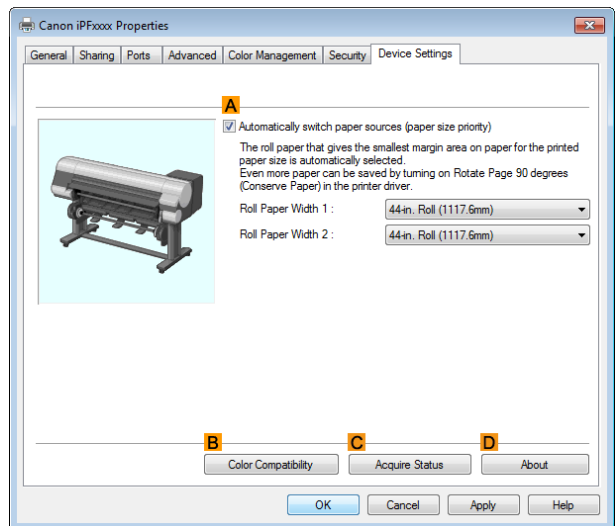 Canon iPFxxxx Properties
General Sharing Ports Advanced Color Management Security Device Settings
A
Automatically switch paper sources (paper size priority)
The roll paper that gives the smallest margin area on paper for the printed
paper size is automatically selected.
Even more paper can be saved by turning on Rotate Page 90 degrees
(Conserve Paper) in the printer driver.
Roll Paper Width 1 : 44-in. Roll (1117.6mm)
Roll Paper Width 2 : 44-in. Roll (1117.6mm)
B C D
Color Compatibility Acquire Status About
OK Cancel Apply Help